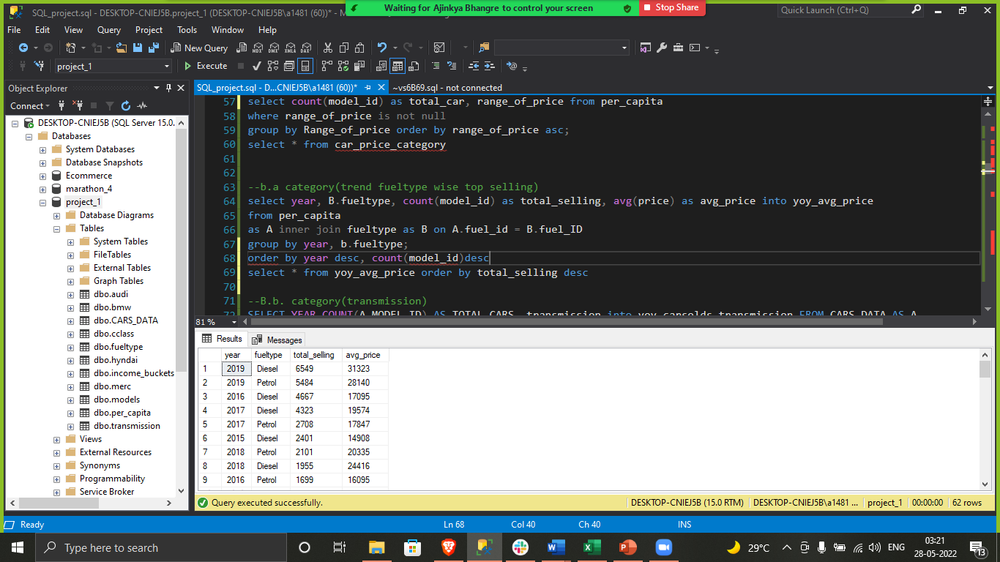 SQL_project.sql - DESKTOP-CNIEJ5B.project_1 (DESKTOP-CNIEJ5B\a1481 (60))* - M
Waiting for Ajinkya Bhangre to control your screen
Stop Share
Quick Launch (Ctrl+Q)
File Edit View Query Project Tools Window Help
New Query
MDX DMX XMLA DAX
project_1 Execute
Object Explorer
SQL_project.sql - D...CNIEJ5B\a1481 (60))*
~vs6B69.sql - not connected
Connect
DESKTOP-CNIEJ5B (SQL Server 15.0.
Databases
System Databases
Database Snapshots
Ecommerce
marathon_4
project_1
Database Diagrams
Tables
System Tables
FileTables
External Tables
Graph Tables
dbo.audi
dbo.bmw
dbo.CARS_DATA
dbo.cclass
dbo.fueltype
dbo.hyndai
dbo.income_buckets
dbo.merc
dbo.models
dbo.per_capita
dbo.transmission
Views
External Resources
Synonyms
Programmability
Service Broker
57 select count(model_id) as total_car, range_of_price from per_capita
58 where range_of_price is not null
59 group by Range_of_price order by range_of_price asc;
60 select * from car_price_category
61
62
63 --b.a category(trend fueltype wise top selling)
64 select year, B.fueltype, count(model_id) as total_selling, avg(price) as avg_price into yoy_avg_price
65 from per_capita
66 as A inner join fueltype as B on A.fuel_id = B.fuel_ID
67 group by year, b.fueltype;
68 order by year desc, count(model_id)desc
69 select * from yoy_avg_price order by total_selling desc
70
71 --B.b. category(transmission)
72 SELECT YEAR,COUNT(A.MODEL_ID) AS TOTAL_CARS, transmission into yoy_carsolds_transmission FROM CARS_DATA AS A
81 %
Results Messages
year fueltype total_selling avg_price
1 2019 Diesel 6549 31323
2 2019 Petrol 5484 28140
3 2016 Diesel 4667 17095
4 2017 Diesel 4323 19574
5 2017 Petrol 2708 17847
6 2015 Diesel 2401 14908
7 2018 Petrol 2101 20335
8 2018 Diesel 1955 24416
9 2016 Petrol 1699 16095
Query executed successfully.
DESKTOP-CNIEJ5B (15.0 RTM) DESKTOP-CNIEJ5B\a1481 ... project_1 00:00:00 62 rows
Ready Ln 68 Col 40 Ch 40 INS
Type here to search
29°C ENG
03:21
28-05-2022
13